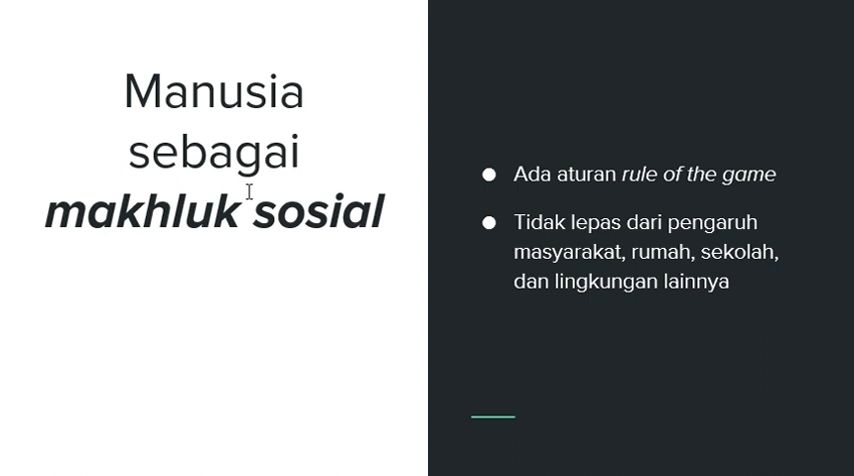 Manusia
sebagai
makhluk sosial
● Ada aturan rule of the game
● Tidak lepas dari pengaruh
masyarakat, rumah, sekolah,
dan lingkungan lainnya